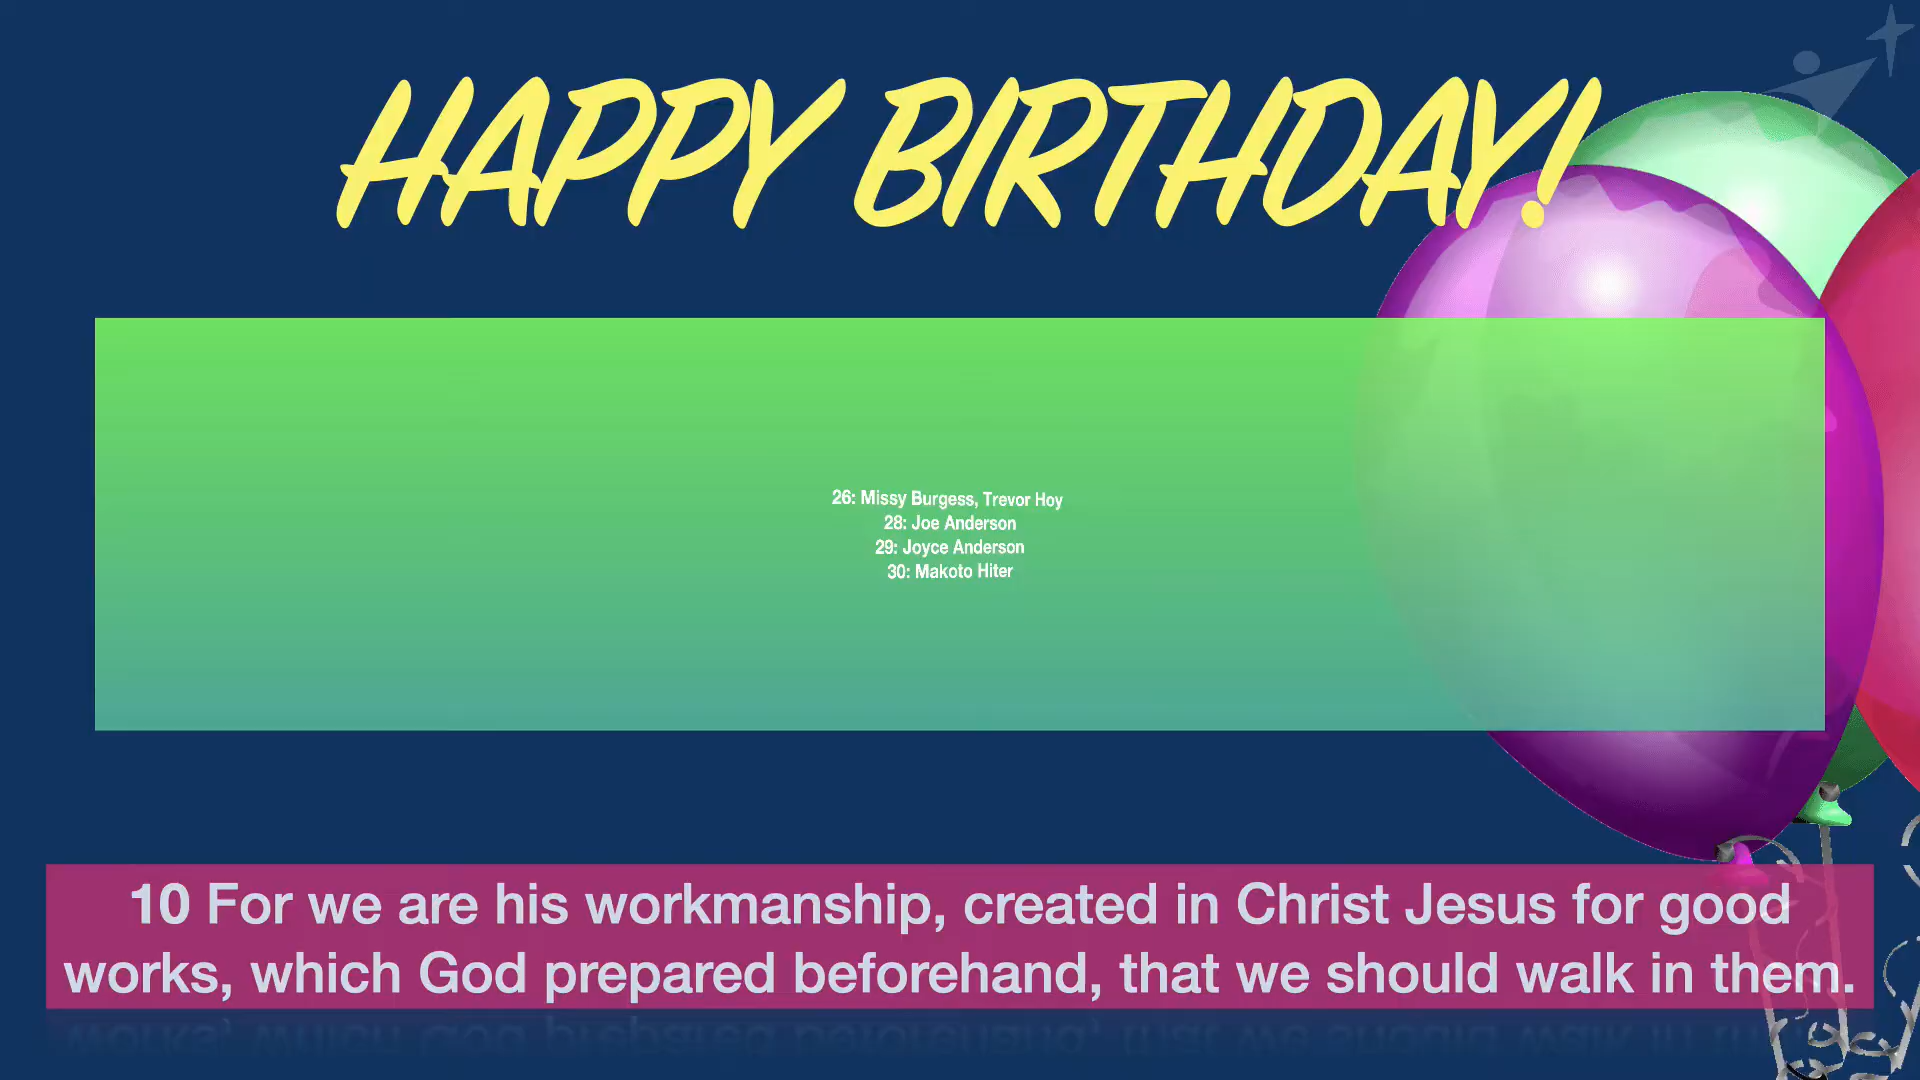 HAPPY BIRTHDAY!
26: Missy Burgess, Trevor Hoy
28: Joe Anderson
29: Joyce Anderson
30: Makoto Hiter
10 For we are his workmanship, created in Christ Jesus for good
works, which God prepared beforehand, that we should walk in them.